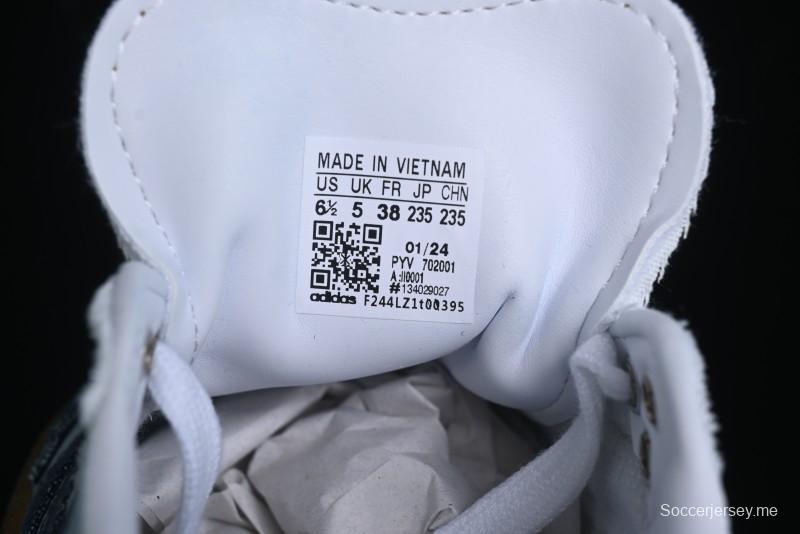 MADE IN VIETNAM
US UK FR JP CHN
6½ 5 38 235 235
01/24
PYV 702001
A:II0001
#134029027
adidas F244LZ1t00395
Soccerjersey.me